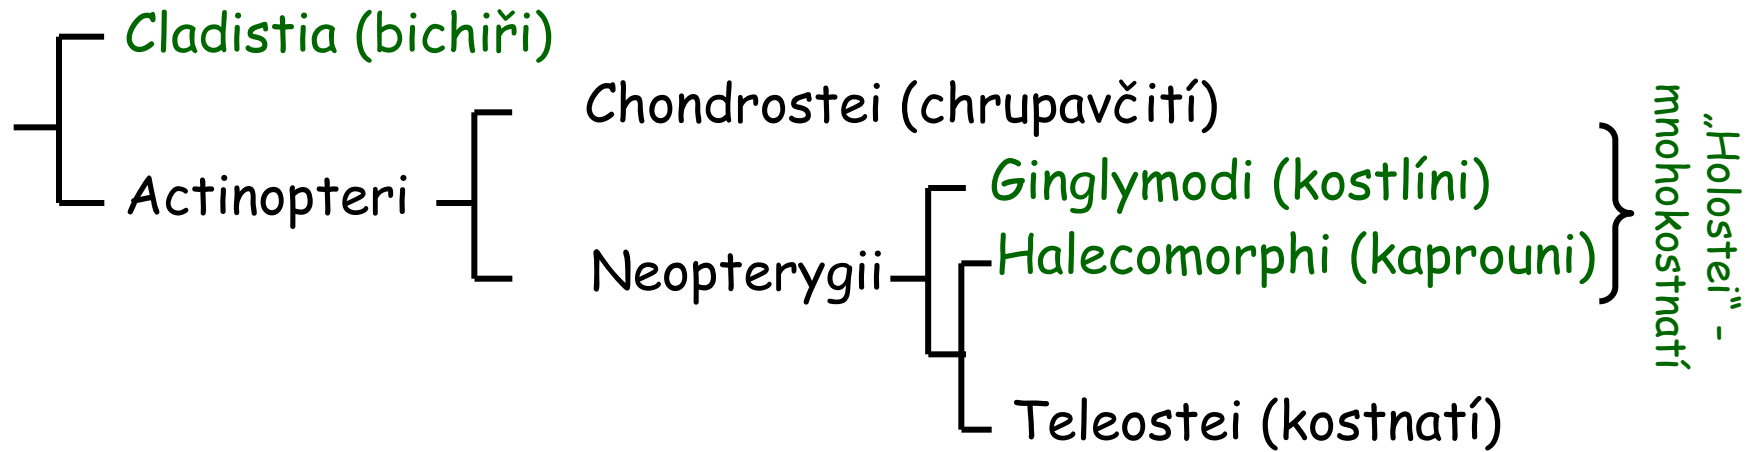 Cladistia (bichiři)
Chondrostei (chrupavčití)
Actinopteri
Ginglymodi (kostlíni)
Neopterygii
Halecomorphi (kaprouni)
Teleostei (kostnatí)
„Holostei“ -
mnohokostnatí